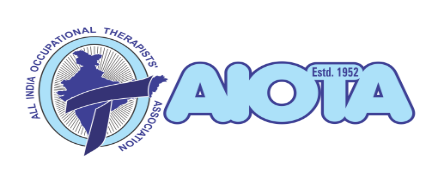 ALL INDIA OCCUPATIONAL THERAPISTS' ASSOCIATION
AIOTA
Estd. 1952